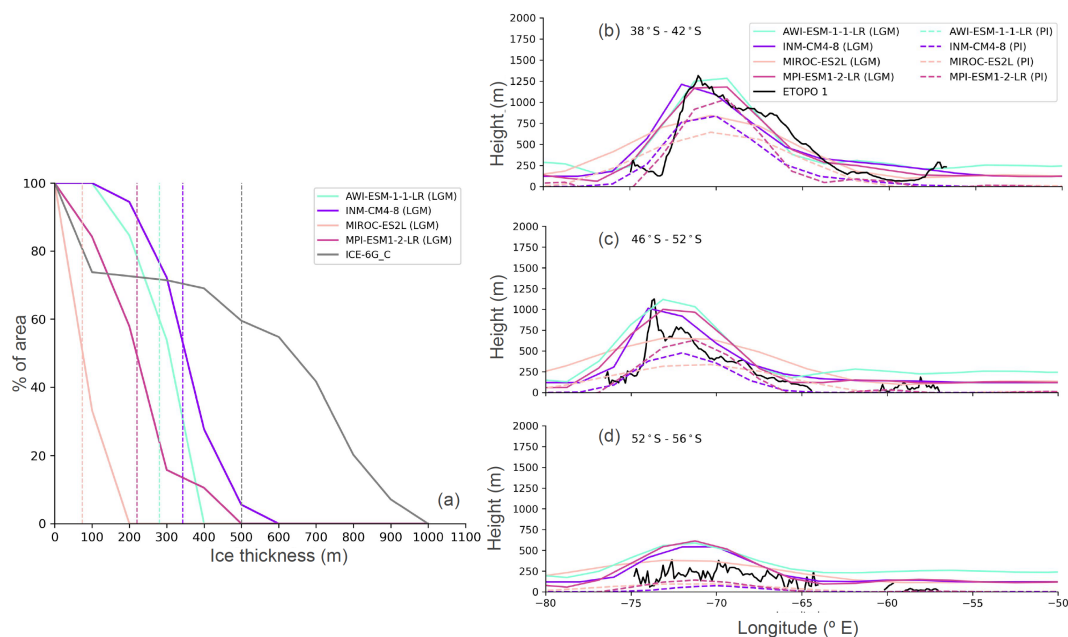 100
80
60
40
20
0
% of area
AWI-ESM-1-1-LR (LGM)
INM-CM4-8 (LGM)
MIROC-ES2L (LGM)
MPI-ESM1-2-LR (LGM)
ICE-6G_C
(a)
0 100 200 300 400 500 600 700 800 900 1000 1100
Ice thickness (m)
2000
1750
1500
1250
1000
750
500
250
0
Height (m)
(b) 38°S - 42°S
AWI-ESM-1-1-LR (LGM)
INM-CM4-8 (LGM)
MIROC-ES2L (LGM)
MPI-ESM1-2-LR (LGM)
ETOPO 1
AWI-ESM-1-1-LR (PI)
INM-CM4-8 (PI)
MIROC-ES2L (PI)
MPI-ESM1-2-LR (PI)
2000
1750
1500
1250
1000
750
500
250
0
Height (m)
(c) 46°S - 52°S
2000
1750
1500
1250
1000
750
500
250
0
Height (m)
(d) 52°S - 56°S
−80 −75 −70 −65 −60 −55 −50
Longitude (º E)